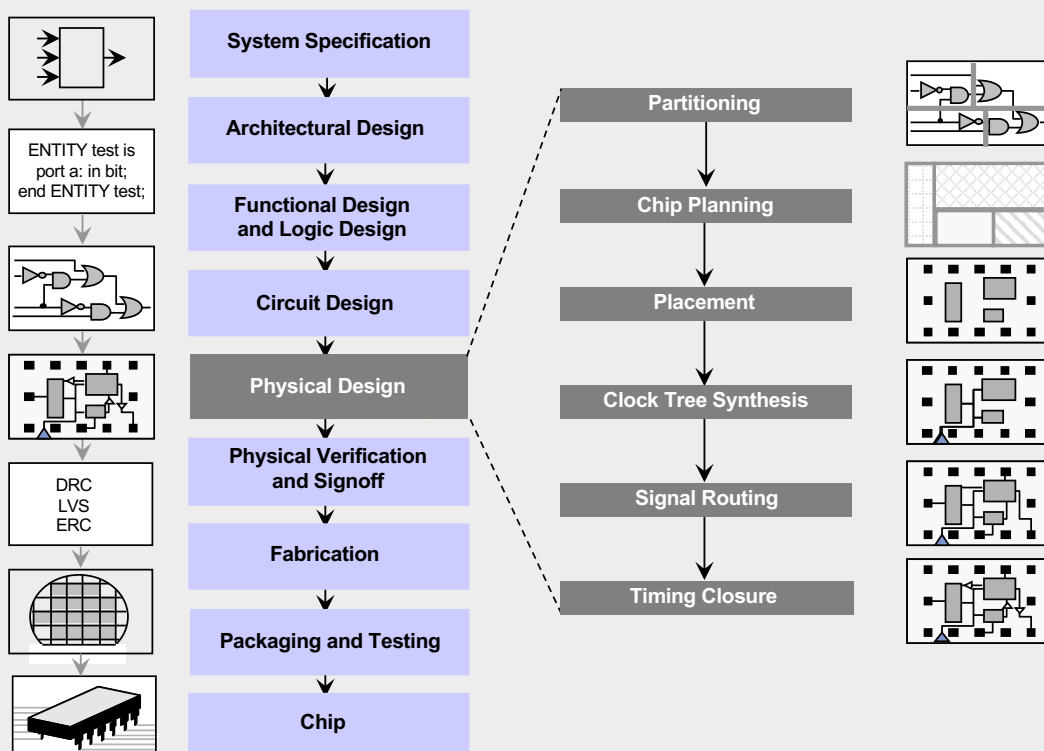 System Specification
Architectural Design
Functional Design
and Logic Design
Circuit Design
Physical Design
Physical Verification
and Signoff
Fabrication
Packaging and Testing
Chip
ENTITY test is
port a: in bit;
end ENTITY test;
DRC
LVS
ERC
Partitioning
Chip Planning
Placement
Clock Tree Synthesis
Signal Routing
Timing Closure